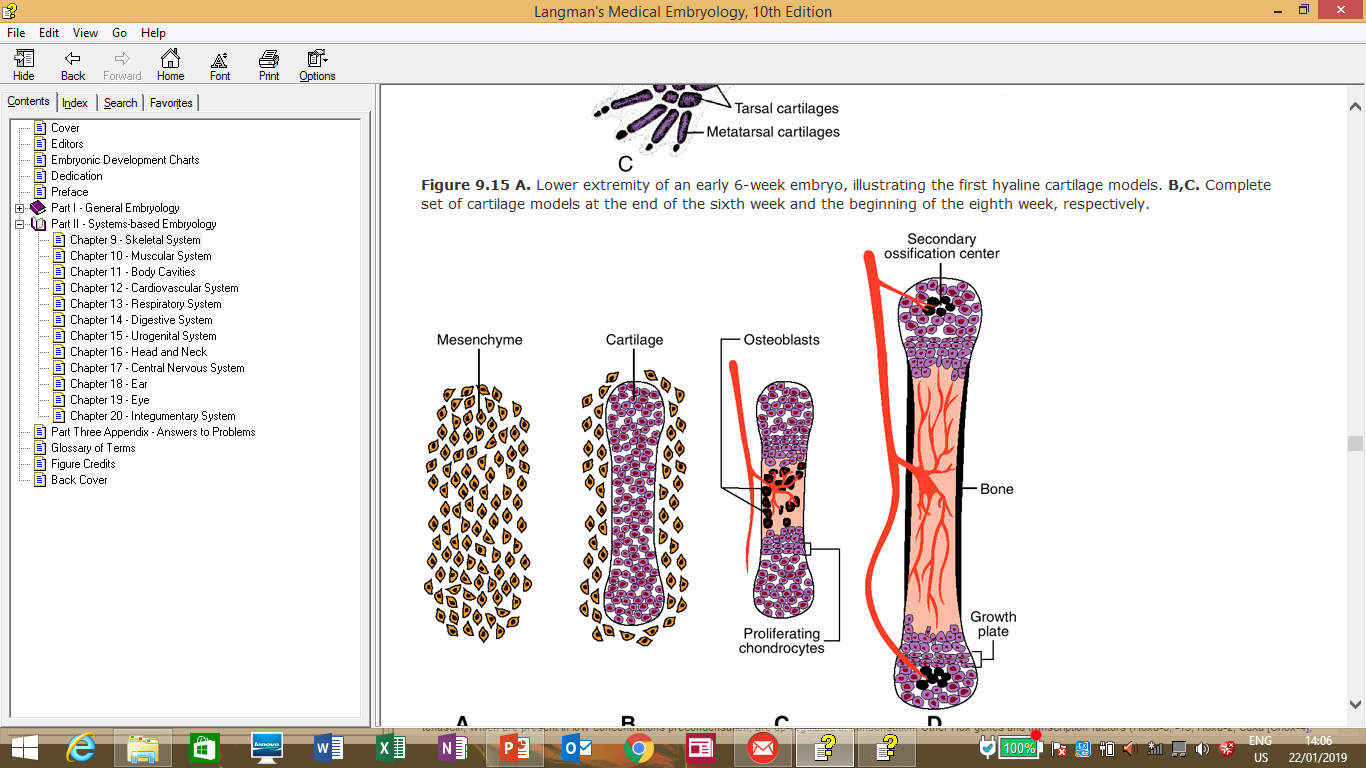 Langman's Medical Embryology, 10th Edition
File Edit View Go Help
Hide Back Forward Home Font Print Options
Contents Index Search Favorites
Cover
Editors
Embryonic Development Charts
Dedication
Preface
Part I - General Embryology
Part II - Systems-based Embryology
Chapter 9 - Skeletal System
Chapter 10 - Muscular System
Chapter 11 - Body Cavities
Chapter 12 - Cardiovascular System
Chapter 13 - Respiratory System
Chapter 14 - Digestive System
Chapter 15 - Urogenital System
Chapter 16 - Head and Neck
Chapter 17 - Central Nervous System
Chapter 18 - Ear
Chapter 19 - Eye
Chapter 20 - Integumentary System
Part Three Appendix - Answers to Problems
Glossary of Terms
Figure Credits
Back Cover
Tarsal cartilages
Metatarsal cartilages
C
Figure 9.15 A. Lower extremity of an early 6-week embryo, illustrating the first hyaline cartilage models. B,C. Complete
set of cartilage models at the end of the sixth week and the beginning of the eighth week, respectively.
Secondary
ossification center
Mesenchyme
Cartilage
Osteoblasts
Bone
Growth
plate
Proliferating
chondrocytes
A B C D
lenovo
100%
ENG
US
14:06
22/01/2019